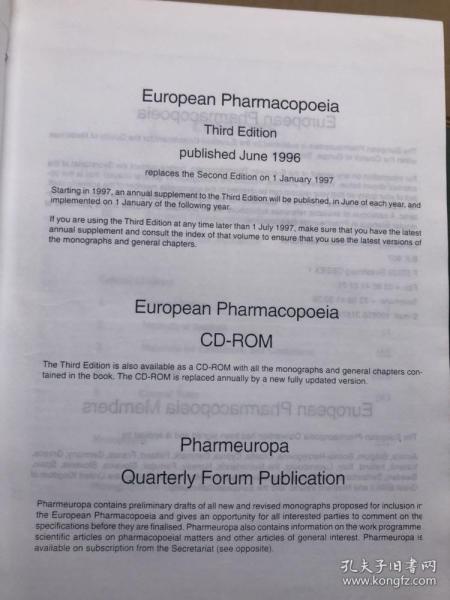 European Pharmacopoeia
Third Edition
published June 1996
replaces the Second Edition on 1 January 1997
Starting in 1997, an annual supplement to the Third Edition will be published, in June of each year, and
implemented on 1 January of the following year.
If you are using the Third Edition at any time later than 1 July 1997, make sure that you have the latest
annual supplement and consult the index of that volume to ensure that you use the latest versions of
the monographs and general chapters.
European Pharmacopoeia
CD-ROM
The Third Edition is also available as a CD-ROM with all the monographs and general chapters con-
tained in the book. The CD-ROM is replaced annually by a new fully updated version.
Pharmeuropa
Quarterly Forum Publication
Pharmeuropa contains preliminary drafts of all new and revised monographs proposed for inclusion in
the European Pharmacopoeia and gives an opportunity for all interested parties to comment on the
specifications before they are finalised. Pharmeuropa also contains information on the work programme
scientific articles on pharmacopoeial matters and other articles of general interest. Pharmeuropa is
available on subscription from the Secretariat (see opposite).
孔夫子旧书网
www.kongfz.com